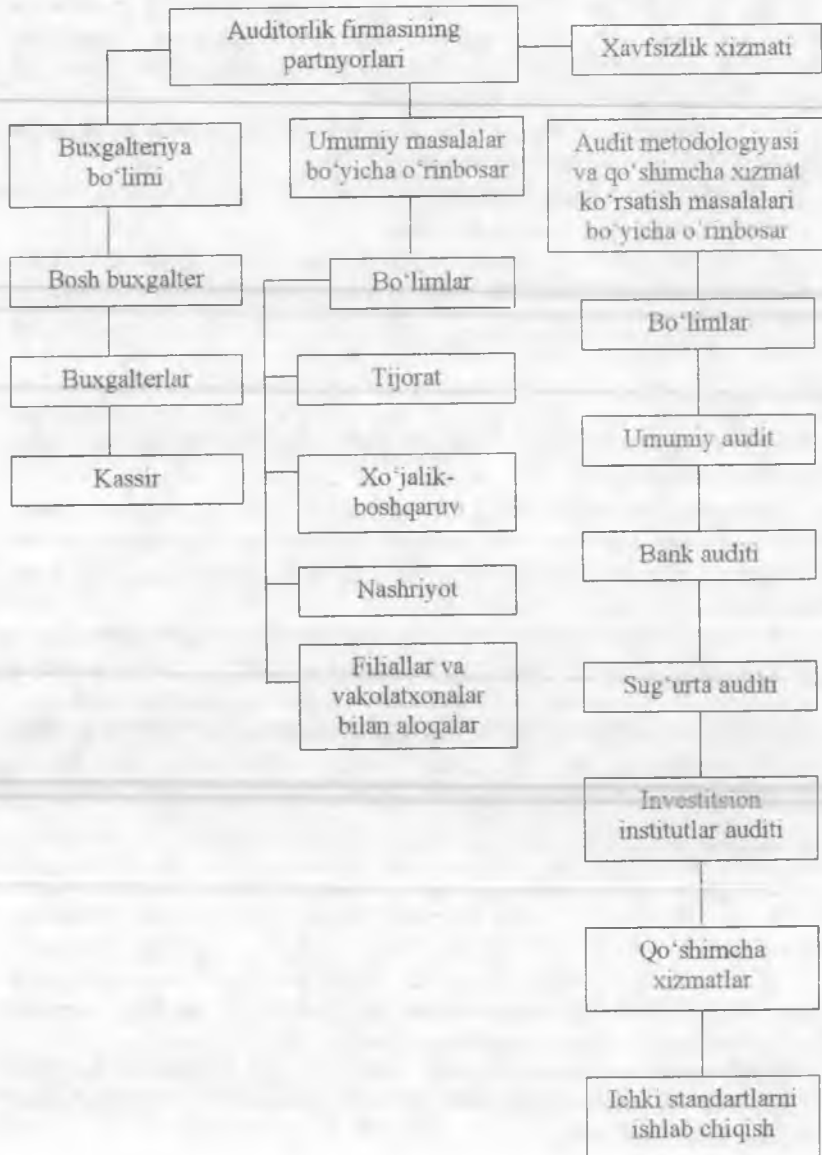 Auditorlik firmasining
partnyorlari
Xavfsizlik xizmati
Buxgalteriya
bo‘limi
Umumiy masalalar
bo‘yicha o‘rinbosar
Audit metodologiyasi
va qo‘shimcha xizmat
ko‘rsatish masalalari
bo‘yicha o‘rinbosar
Bosh buxgalter
Bo‘limlar
Bo‘limlar
Buxgalterlar
Tijorat
Umumiy audit
Kassir
Xo‘jalik-
boshqaruv
Bank auditi
Nashriyot
Filiallar va
vakolatxonalar
bilan aloqalar
Sug‘urta auditi
Investitsion
institutlar auditi
Qo‘shimcha
xizmatlar
Ichki standartlarni
ishlab chiqish